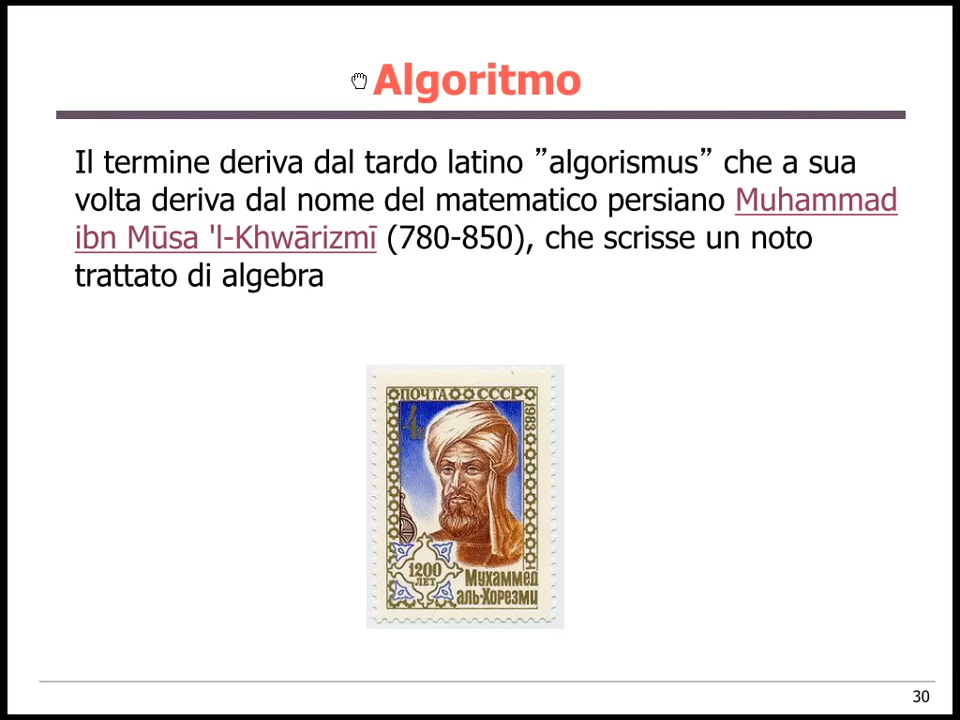 Algoritmo
Il termine deriva dal tardo latino ”algorismus” che a sua
volta deriva dal nome del matematico persiano Muhammad
ibn Mūsa 'l-Khwārizmī (780-850), che scrisse un noto
trattato di algebra
ПОЧТА СССР
1983
4к
1200
ЛЕТ
Мухаммед
аль-Хорезми
30